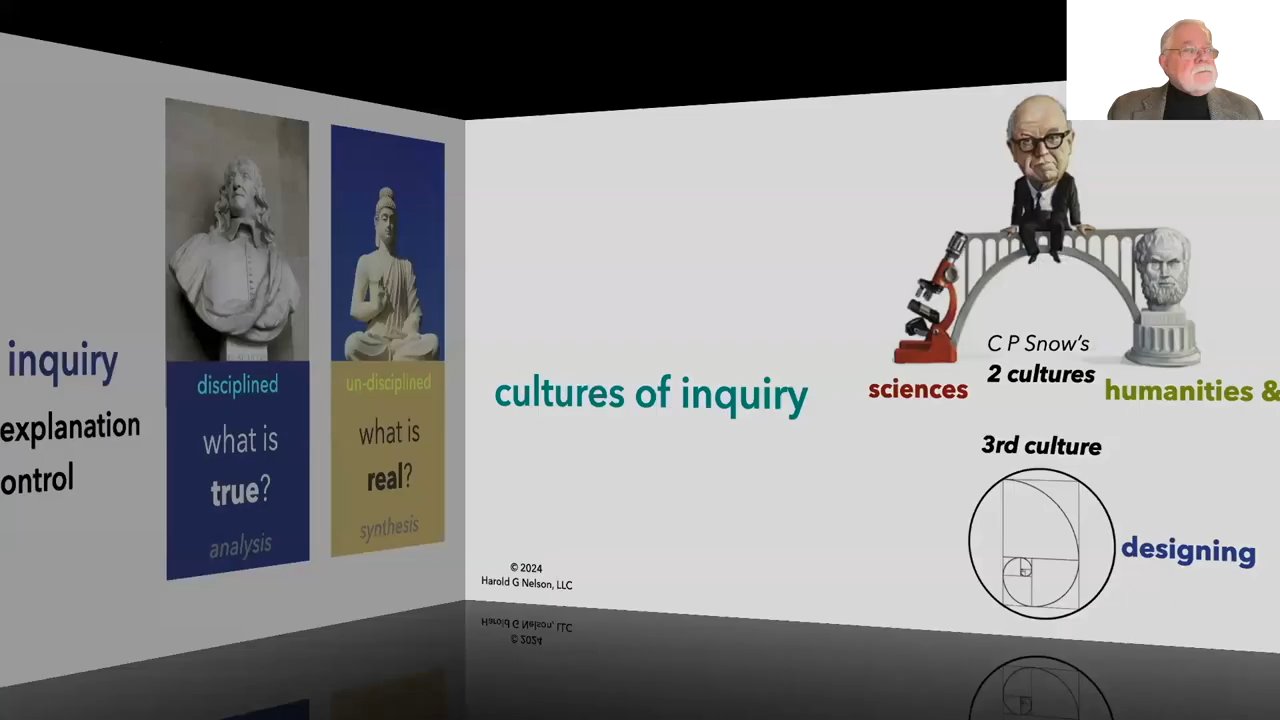 inquiry
explanation
ontrol
disciplined
what is
true?
analysis
un-disciplined
what is
real?
synthesis
cultures of inquiry
C P Snow's
2 cultures
sciences
humanities &
3rd culture
designing
© 2024
Harold G Nelson, LLC